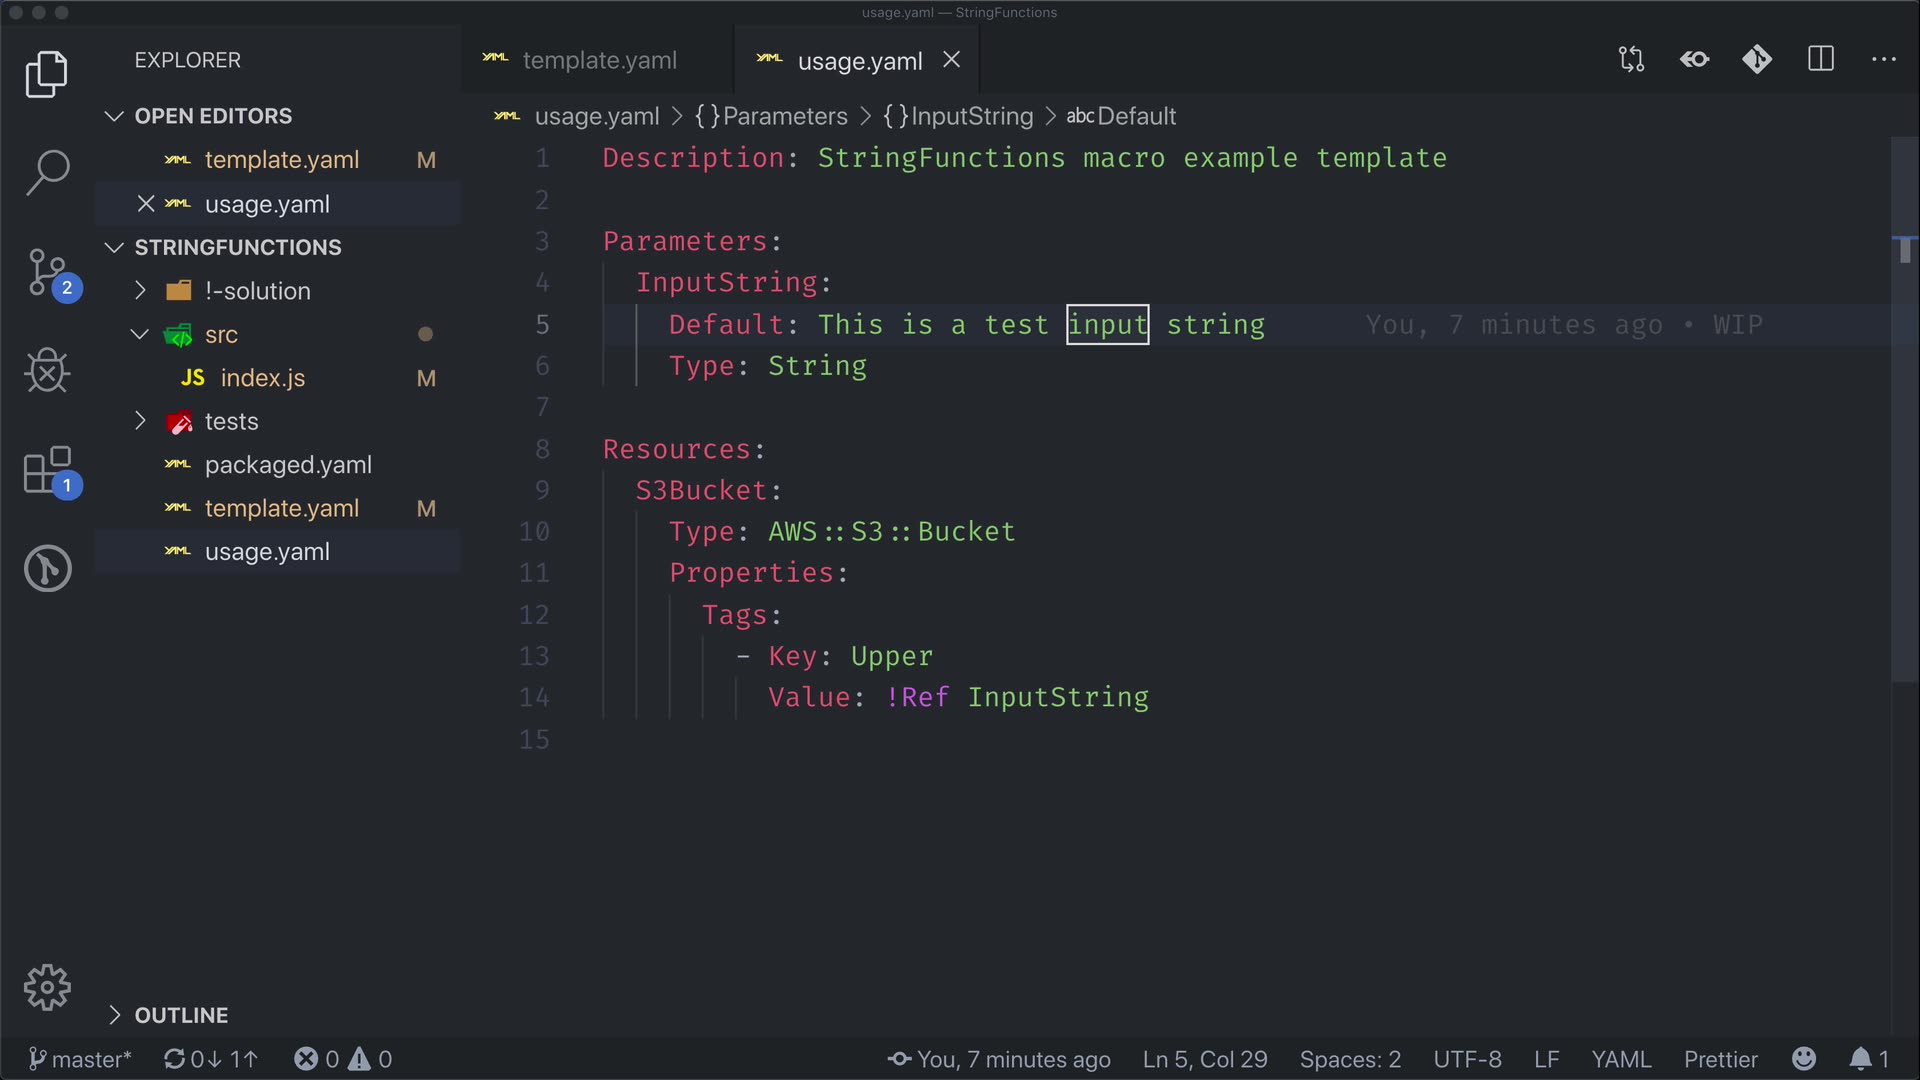 usage.yaml — StringFunctions
EXPLORER
OPEN EDITORS
template.yaml M
usage.yaml
STRINGFUNCTIONS
!-solution
src
JS index.js M
tests
packaged.yaml
template.yaml M
usage.yaml
OUTLINE
2
1
template.yaml
usage.yaml
usage.yaml > {}Parameters > {}InputString > abc Default
1 Description: StringFunctions macro example template
2
3 Parameters:
4 InputString:
5 Default: This is a test input string You, 7 minutes ago • WIP
6 Type: String
7
8 Resources:
9 S3Bucket:
10 Type: AWS::S3::Bucket
11 Properties:
12 Tags:
13 - Key: Upper
14 Value: !Ref InputString
15
master* 0↓ 1↑ 0 0 You, 7 minutes ago Ln 5, Col 29 Spaces: 2 UTF-8 LF YAML Prettier 1